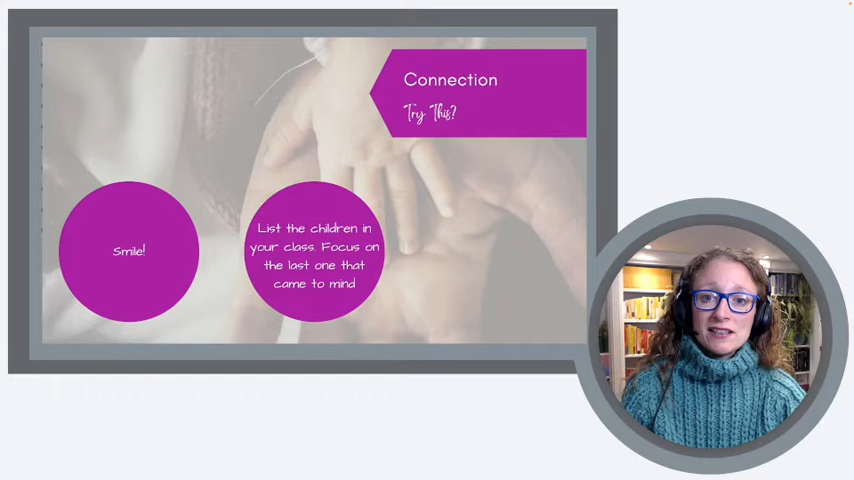 Connection
Try This?
Smile!
List the children in
your class. Focus on
the last one that
came to mind